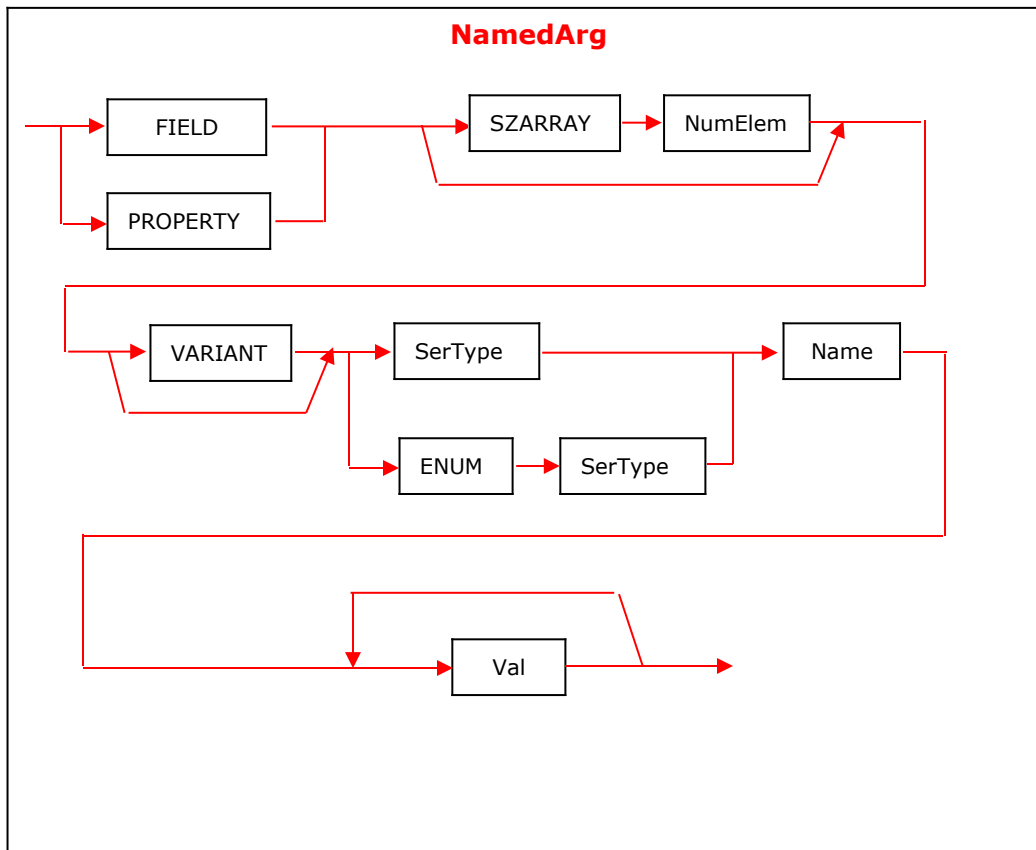 NamedArg
FIELD
SZARRAY
NumElem
PROPERTY
VARIANT
SerType
Name
ENUM
SerType
Val